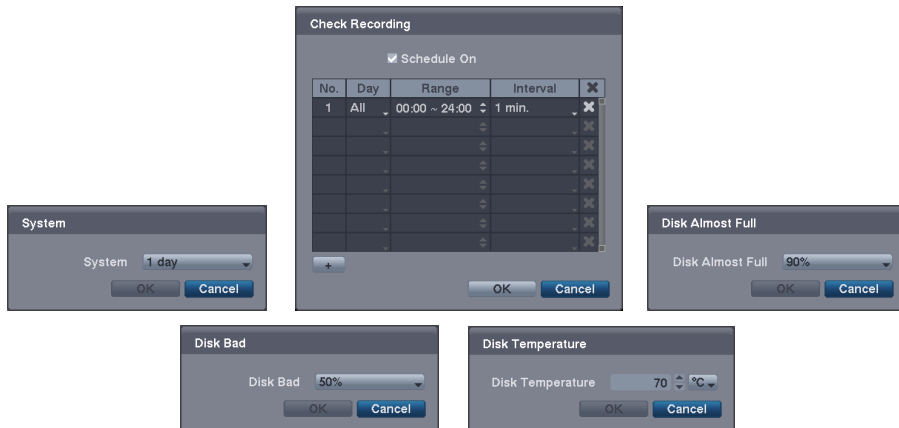 Check Recording
Schedule On
No. Day Range Interval
1 All 00:00 ~ 24:00 1 min.
+
OK Cancel
System
System 1 day
OK Cancel
Disk Almost Full
Disk Almost Full 90%
OK Cancel
Disk Bad
Disk Bad 50%
OK Cancel
Disk Temperature
Disk Temperature 70 °C
OK Cancel